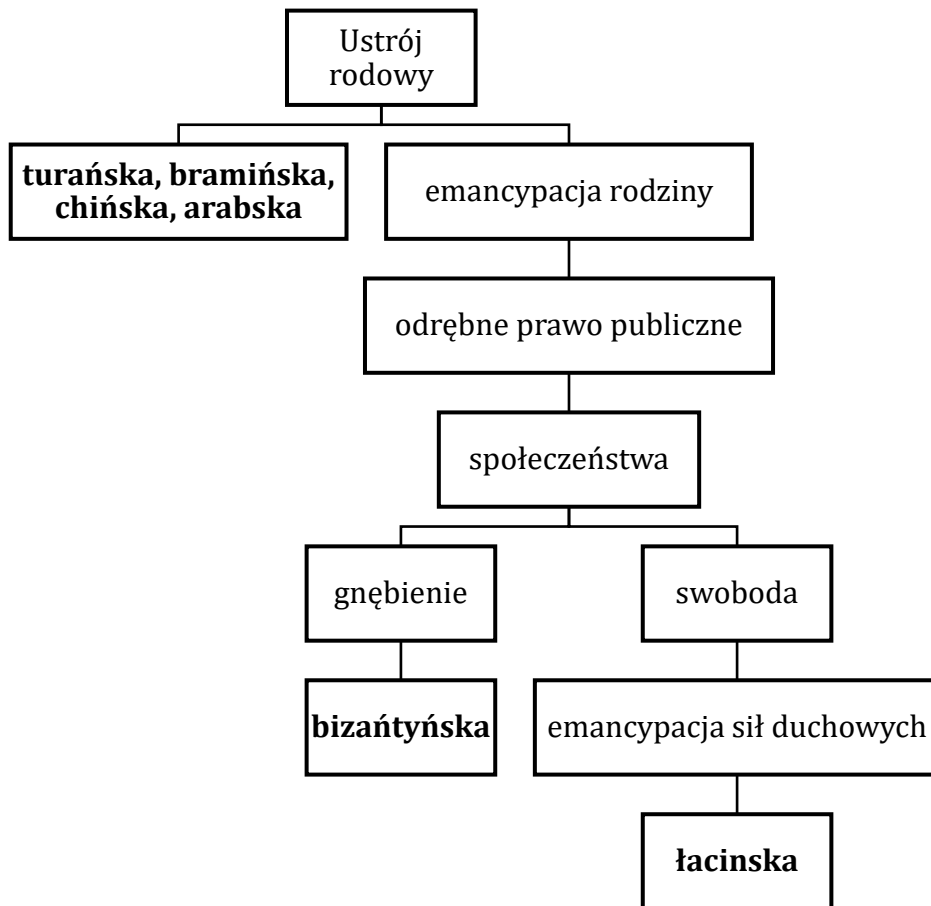 Ustrój
rodowy
turańska, bramińska,
chińska, arabska
emancypacja rodziny
odrębne prawo publiczne
społeczeństwa
gnębienie
swoboda
bizańtyńska
emancypacja sił duchowych
łacinska